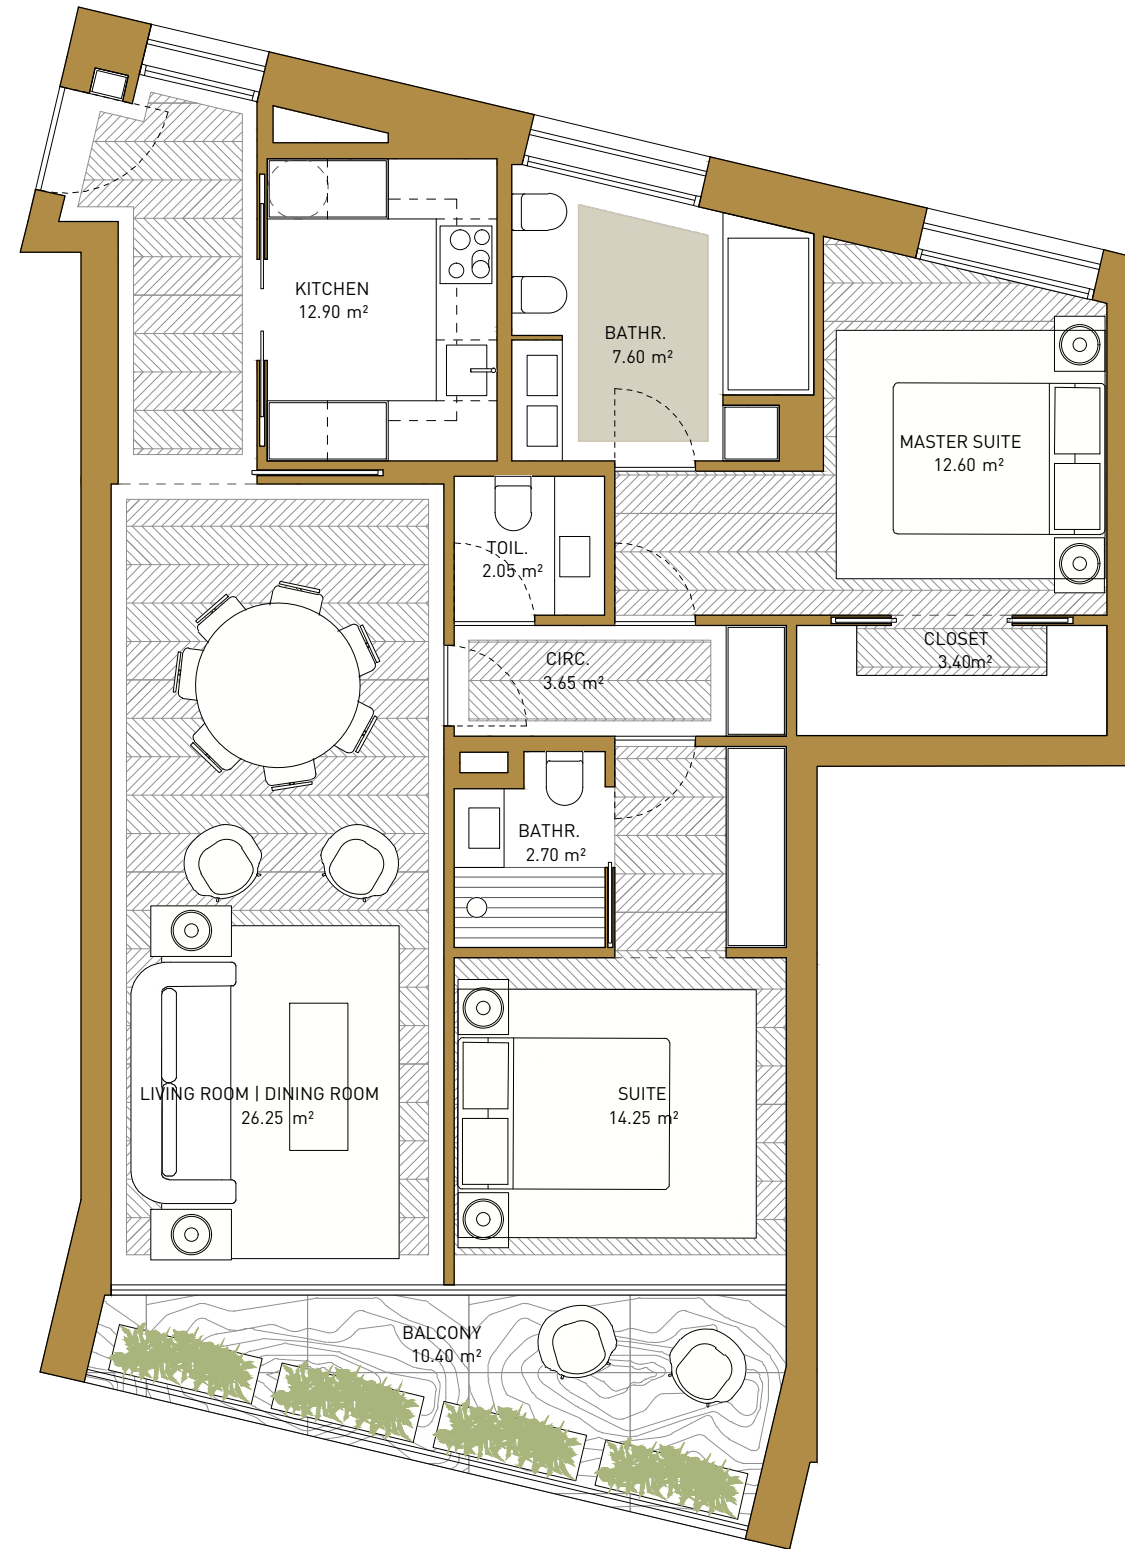 KITCHEN
12.90 m²
BATHR.
7.60 m²
MASTER SUITE
12.60 m²
TOIL.
2.05 m²
CIRC.
3.65 m²
CLOSET
3.40m²
BATHR.
2.70 m²
LIVING ROOM | DINING ROOM
26.25 m²
SUITE
14.25 m²
BALCONY
10.40 m²